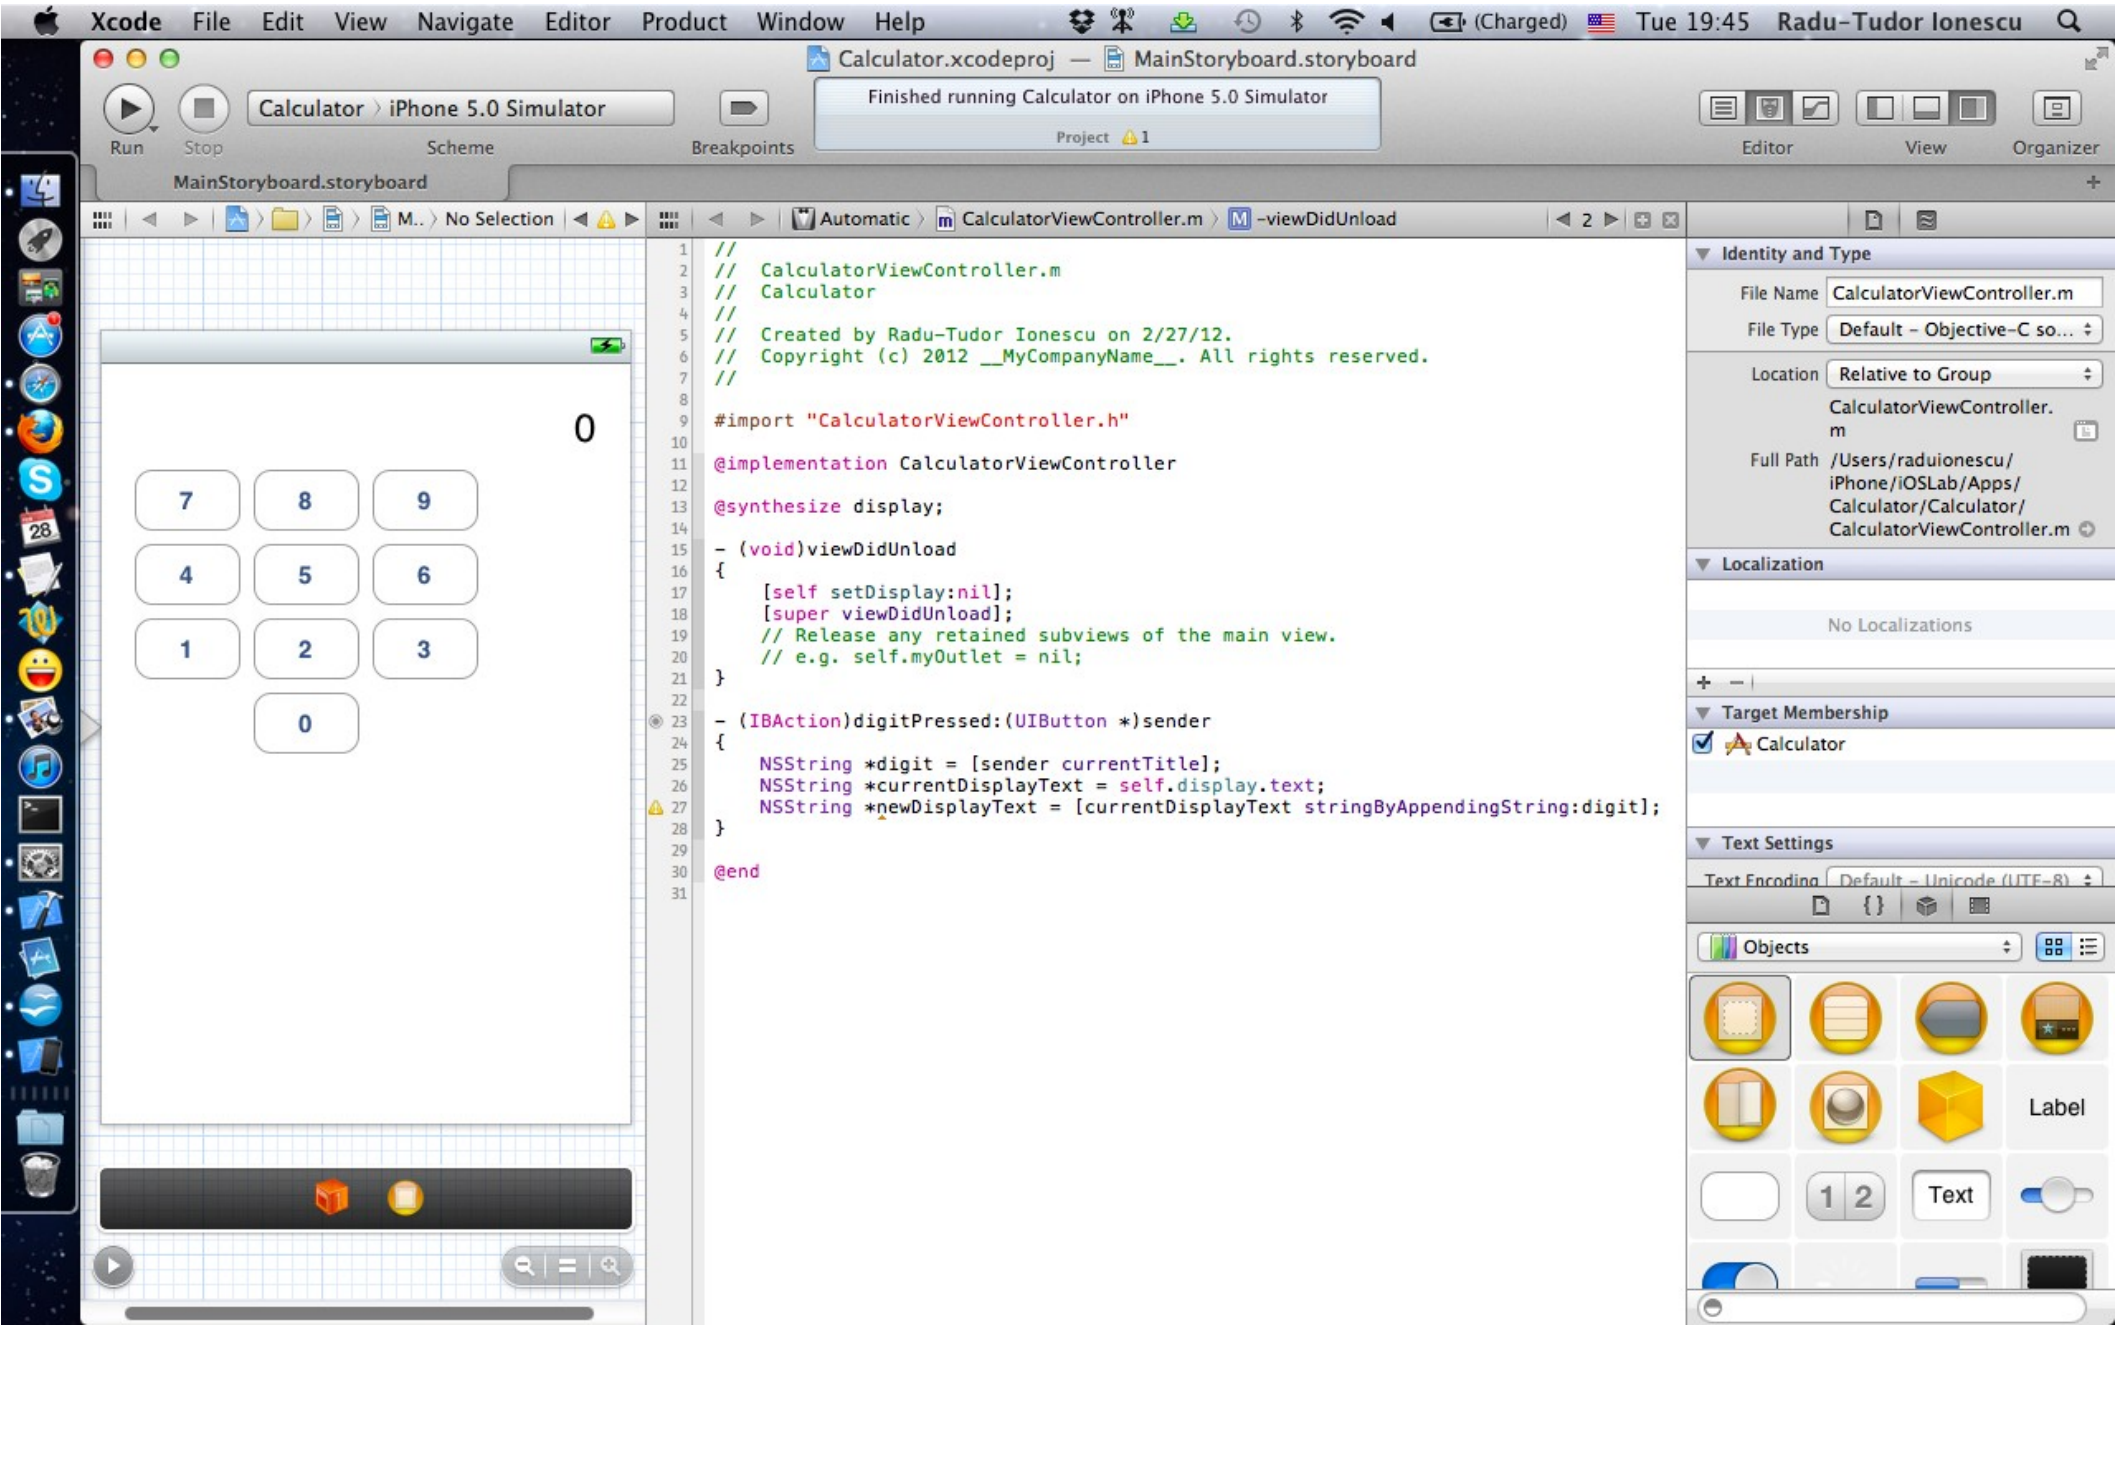 Xcode File Edit View Navigate Editor Product Window Help (Charged) Tue 19:45 Radu-Tudor Ionescu
Calculator.xcodeproj — MainStoryboard.storyboard
Calculator 〉 iPhone 5.0 Simulator
Finished running Calculator on iPhone 5.0 Simulator
Project 1
Run Stop Scheme Breakpoints Editor View Organizer
MainStoryboard.storyboard
M.. 〉 No Selection
Automatic 〉 m CalculatorViewController.m 〉 M -viewDidUnload 2
0
7 8 9
4 5 6
1 2 3
0
1 //
2 //  CalculatorViewController.m
3 //  Calculator
4 //
5 //  Created by Radu-Tudor Ionescu on 2/27/12.
6 //  Copyright (c) 2012 __MyCompanyName__. All rights reserved.
7 //
8
9 #import "CalculatorViewController.h"
10
11 @implementation CalculatorViewController
12
13 @synthesize display;
14
15 - (void)viewDidUnload
16 {
17     [self setDisplay:nil];
18     [super viewDidUnload];
19     // Release any retained subviews of the main view.
20     // e.g. self.myOutlet = nil;
21 }
22
23 - (IBAction)digitPressed:(UIButton *)sender
24 {
25     NSString *digit = [sender currentTitle];
26     NSString *currentDisplayText = self.display.text;
27     NSString *newDisplayText = [currentDisplayText stringByAppendingString:digit];
28 }
29
30 @end
31
Identity and Type
File Name CalculatorViewController.m
File Type Default - Objective-C so...
Location Relative to Group
CalculatorViewController.
m
Full Path /Users/raduionescu/
iPhone/iOSLab/Apps/
Calculator/Calculator/
CalculatorViewController.m
Localization
No Localizations
+ −
Target Membership
Calculator
Text Settings
Text Encoding Default - Unicode (UTF-8)
{}
Objects
Label
1 2 Text
28